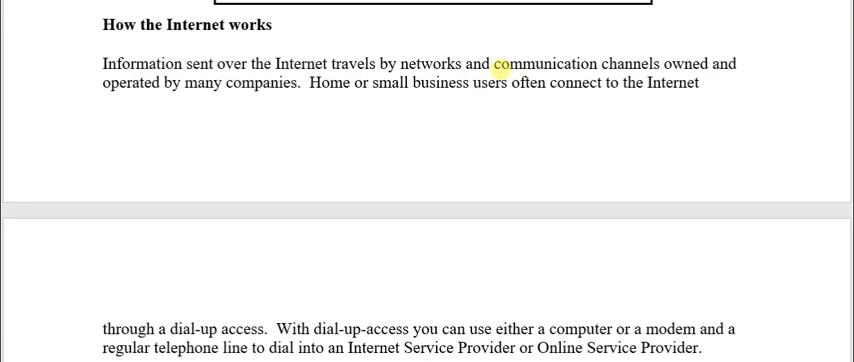 How the Internet works
Information sent over the Internet travels by networks and communication channels owned and
operated by many companies.  Home or small business users often connect to the Internet
through a dial-up access.  With dial-up-access you can use either a computer or a modem and a
regular telephone line to dial into an Internet Service Provider or Online Service Provider.